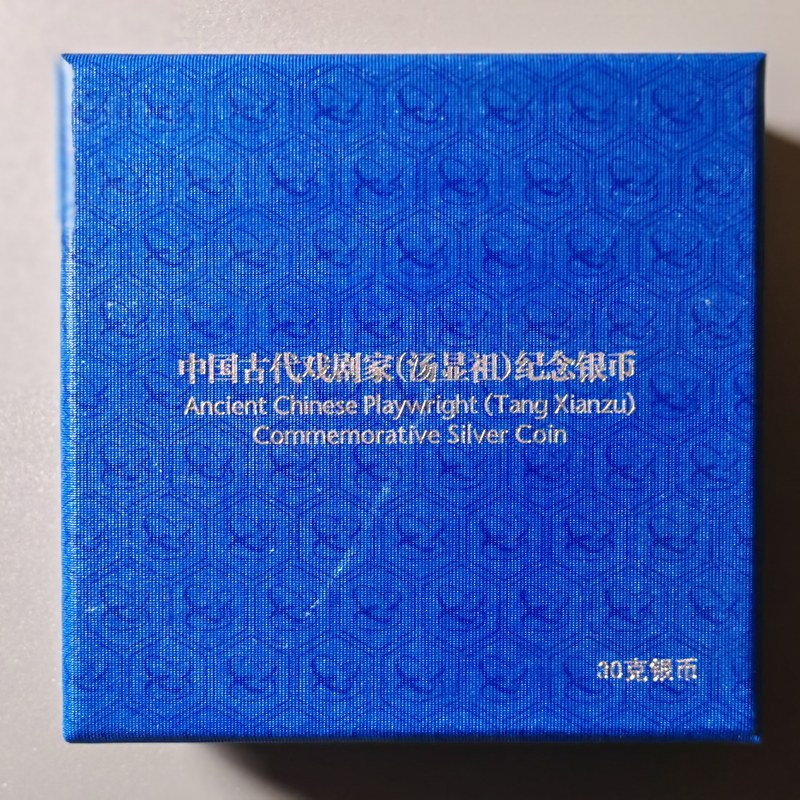 中国古代戏剧家(汤显祖)纪念银币
Ancient Chinese Playwright (Tang Xianzu)
Commemorative Silver Coin
30克银币